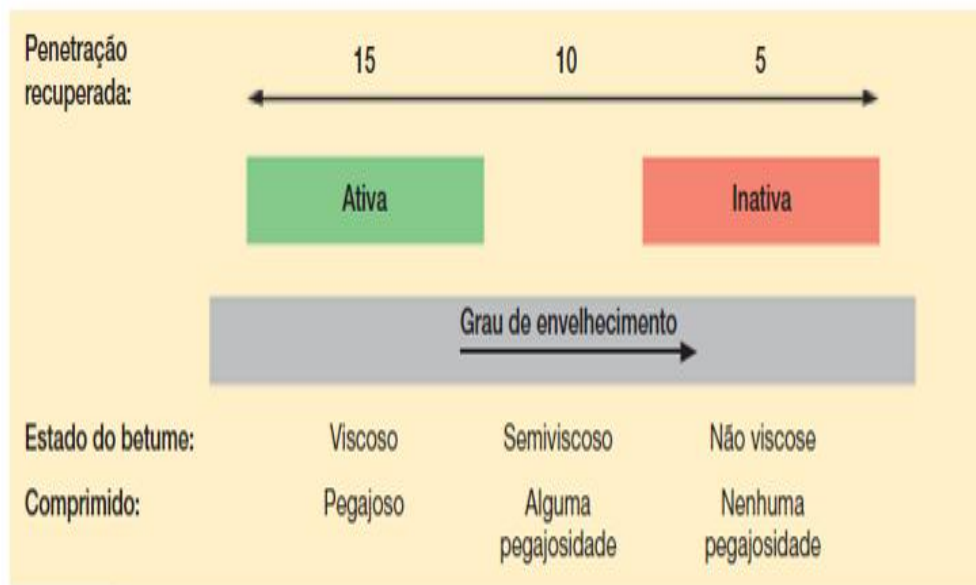 Penetração
recuperada:
15 10 5
Ativa
Inativa
Grau de envelhecimento
Estado do betume: Viscoso Semiviscoso Não viscose
Comprimido: Pegajoso Alguma pegajosidade Nenhuma pegajosidade